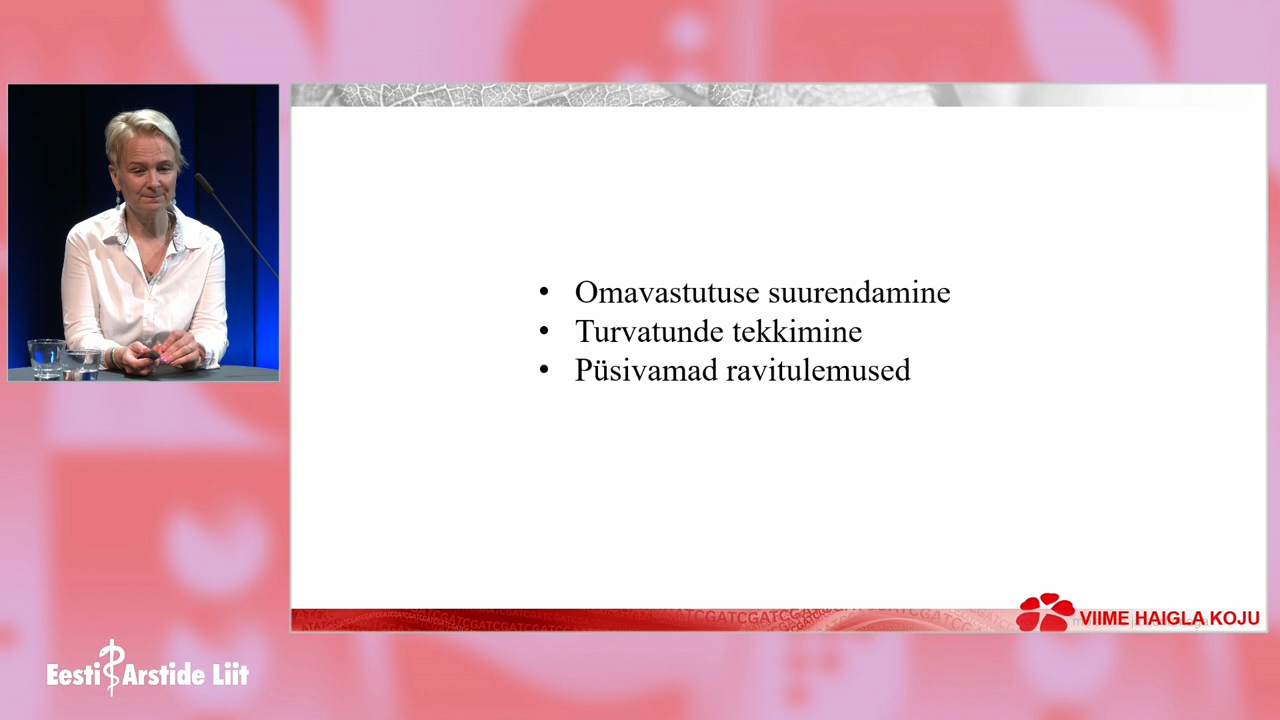 • Omavastutuse suurendamine
• Turvatunde tekkimine
• Püsivamad ravitulemused
VIIME HAIGLA KOJU
Eesti Arstide Liit